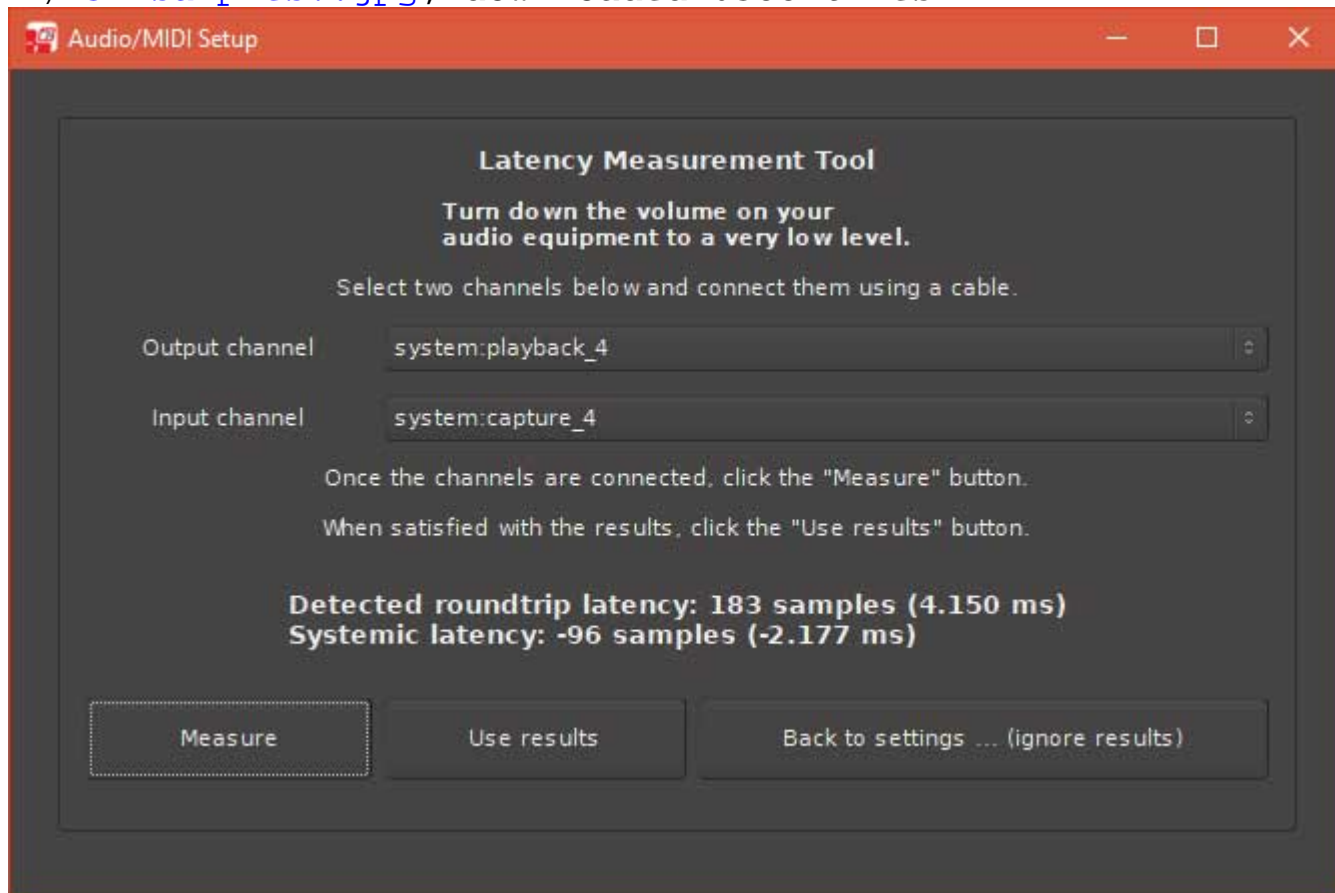 Audio/MIDI Setup
Latency Measurement Tool
Turn down the volume on your
audio equipment to a very low level.
Select two channels below and connect them using a cable.
Output channel system:playback_4
Input channel system:capture_4
Once the channels are connected, click the "Measure" button.
When satisfied with the results, click the "Use results" button.
Detected roundtrip latency: 183 samples (4.150 ms)
Systemic latency: -96 samples (-2.177 ms)
Measure Use results Back to settings ... (ignore results)